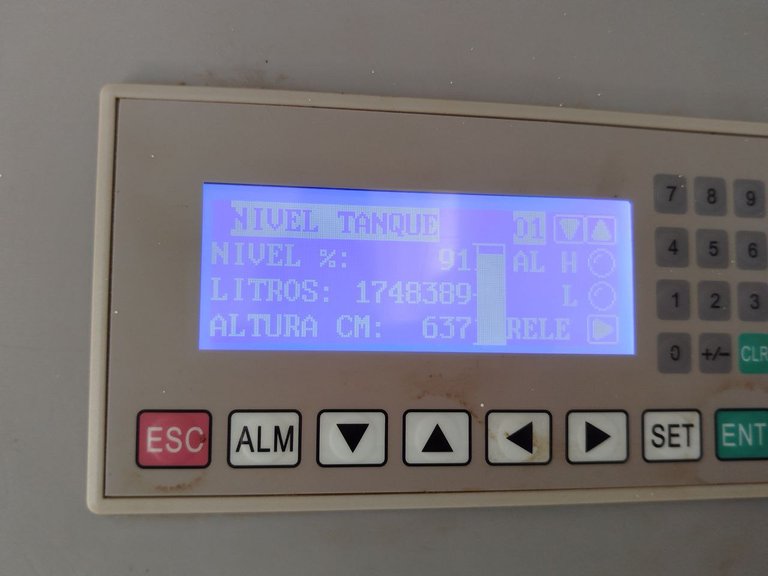 NIVEL TANQUE 01
NIVEL %: 91 AL H
LITROS: 1748389 L
ALTURA CM: 637 RELE
7 8 9
4 5 6
1 2 3
0 +/- CLR
ESC ALM SET ENT